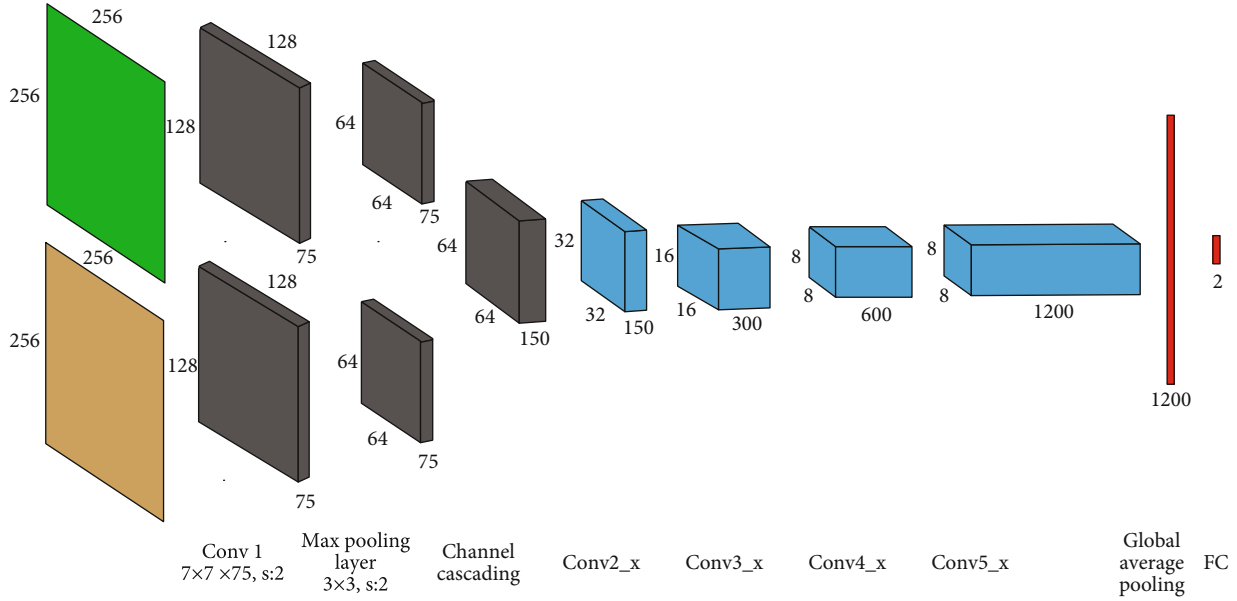 256
256
128
128
75
64
64
75
256
256
128
128
75
64
64
75
64
64
150
32
32
150
16
16
300
8
8
600
8
8
1200
1200
2
Conv 1
7×7 ×75, s:2
Max pooling
layer
3×3, s:2
Channel
cascading
Conv2_x
Conv3_x
Conv4_x
Conv5_x
Global
average
pooling
FC